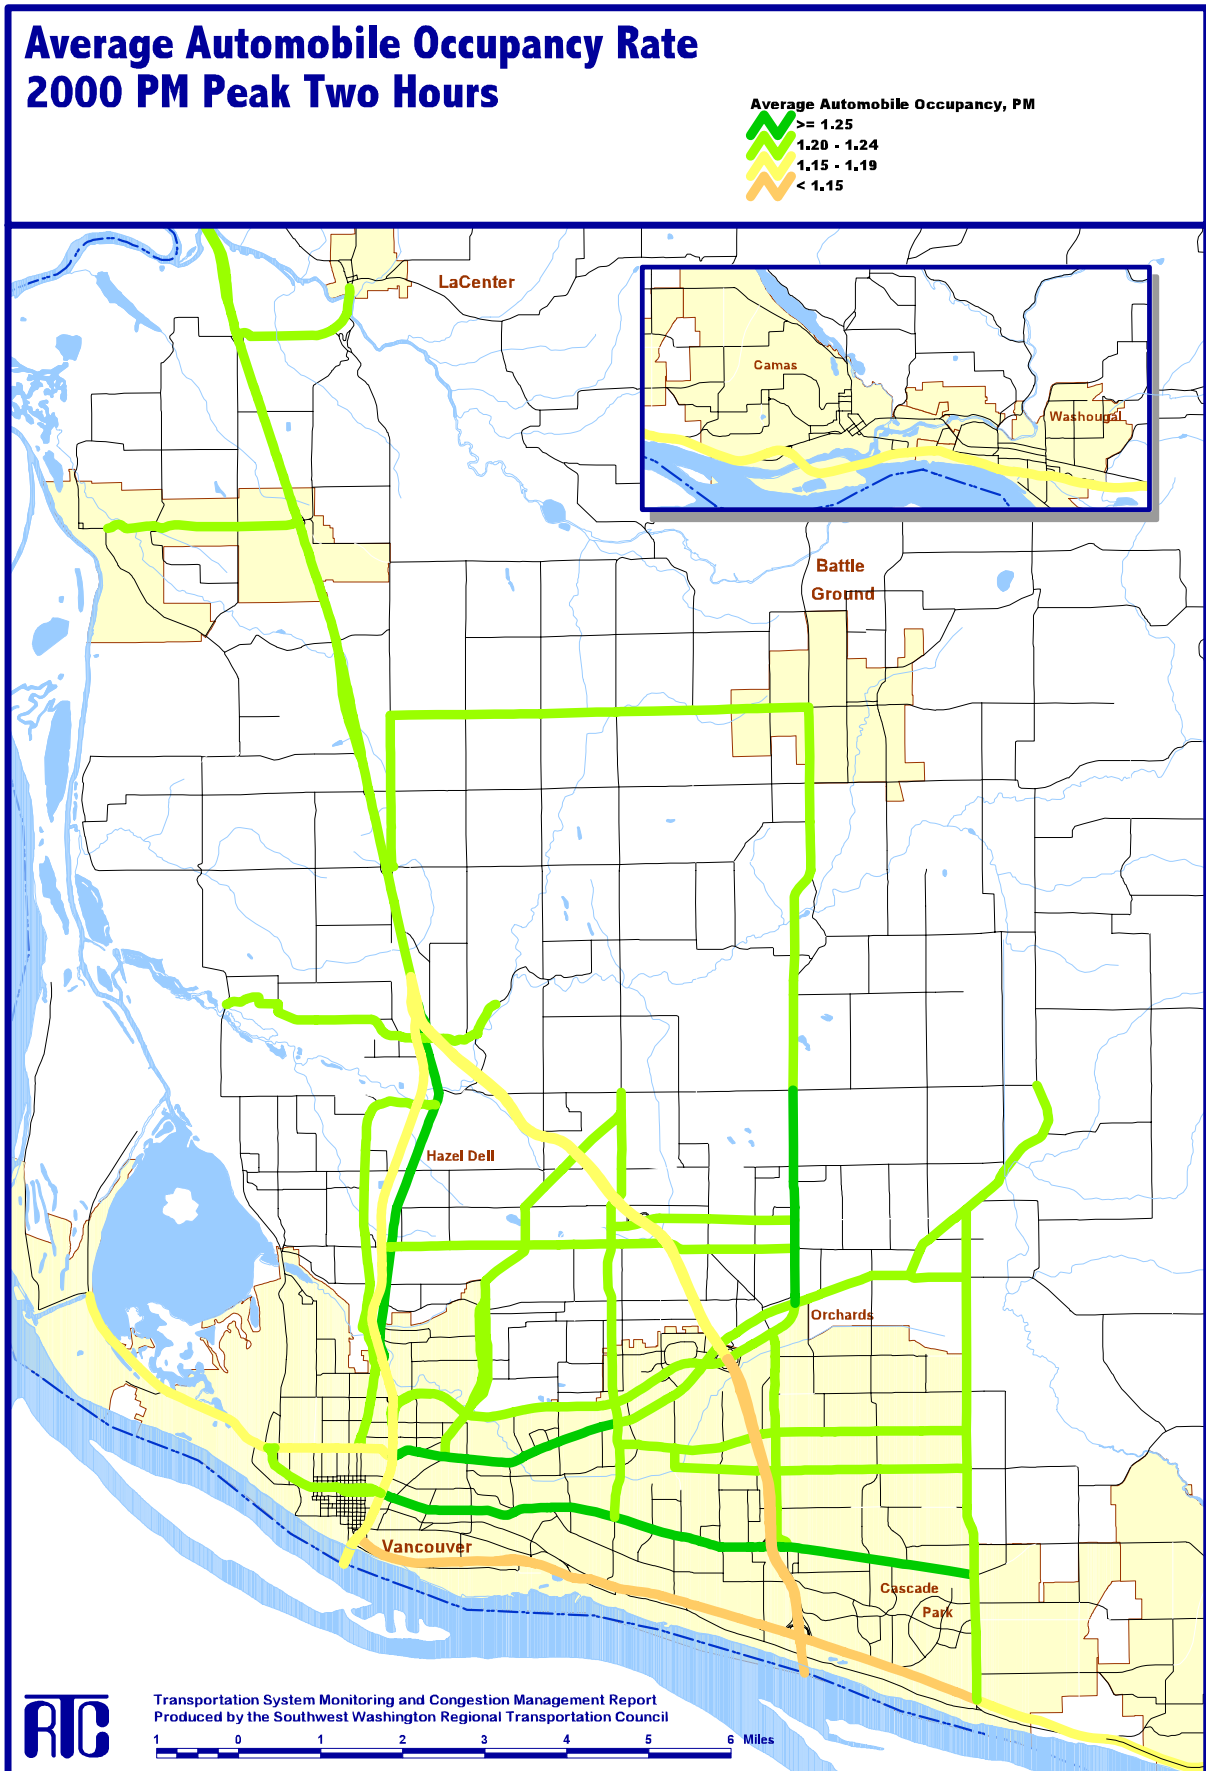 Average Automobile Occupancy Rate
2000 PM Peak Two Hours
Average Automobile Occupancy, PM
>= 1.25
1.20 - 1.24
1.15 - 1.19
< 1.15
LaCenter
Camas
Washougal
Battle
Ground
Hazel Dell
Orchards
Vancouver
Cascade
Park
RTC
Transportation System Monitoring and Congestion Management Report
Produced by the Southwest Washington Regional Transportation Council
1 0 1 2 3 4 5 6 Miles